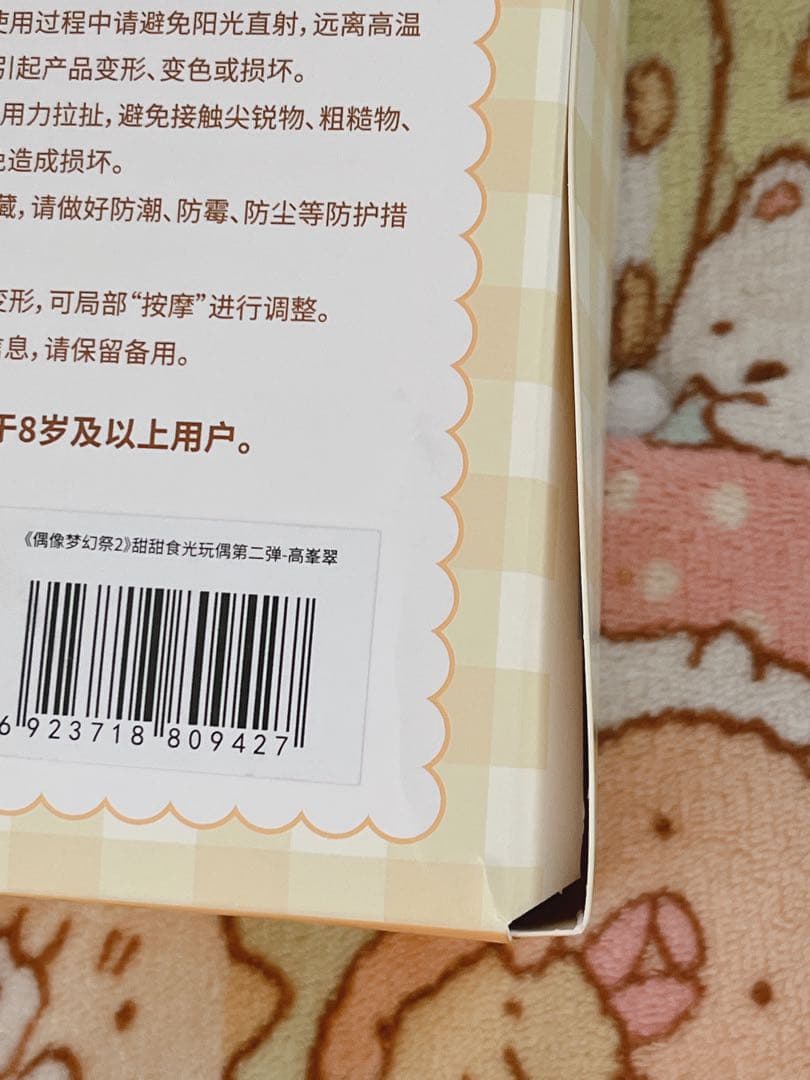 使用过程中请避免阳光直射，远离高温
引起产品变形、变色或损坏。
用力拉扯，避免接触尖锐物、粗糙物、
免造成损坏。
藏，请做好防潮、防霉、防尘等防护措
变形，可局部“按摩”进行调整。
信息，请保留备用。
于8岁及以上用户。
《偶像梦幻祭2》甜甜食光玩偶第二弹-高峯翠
6 923718 809427